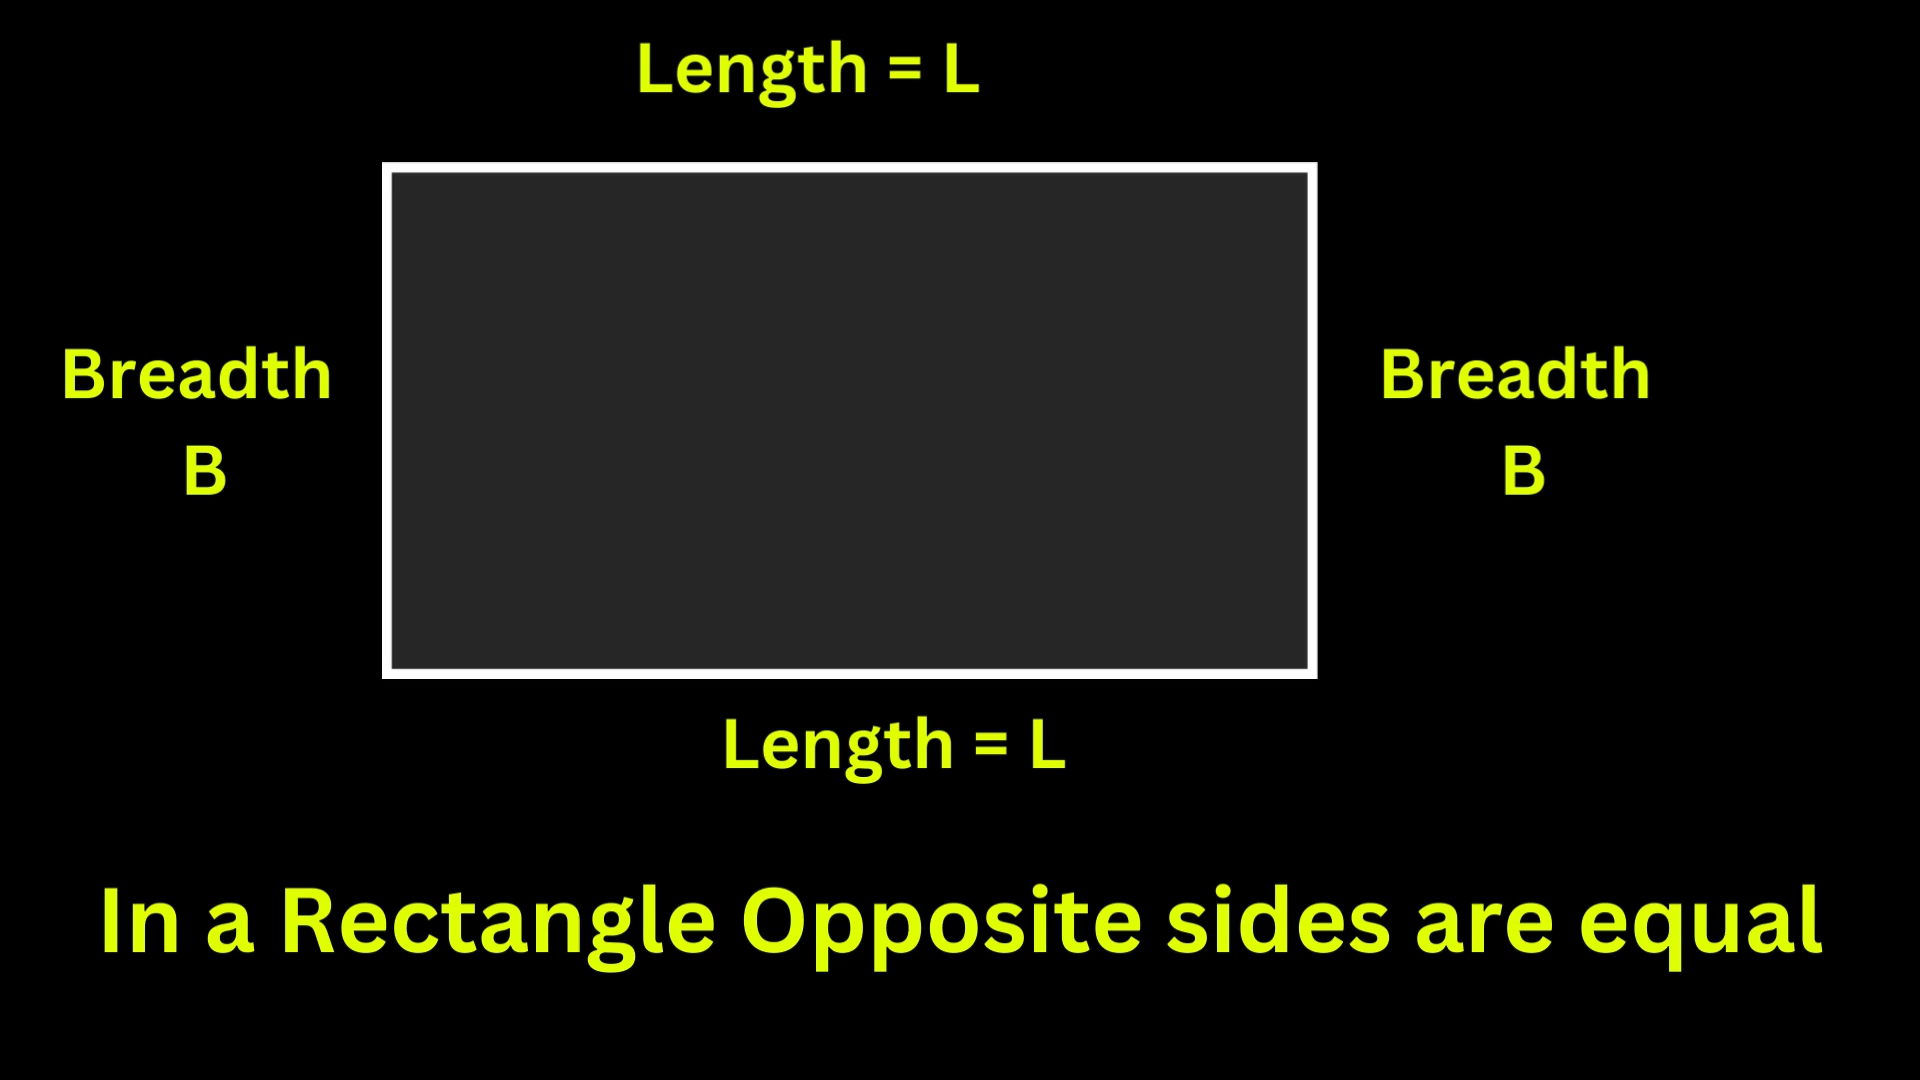 Length = L
Breadth
B
Breadth
B
Length = L
In a Rectangle Opposite sides are equal